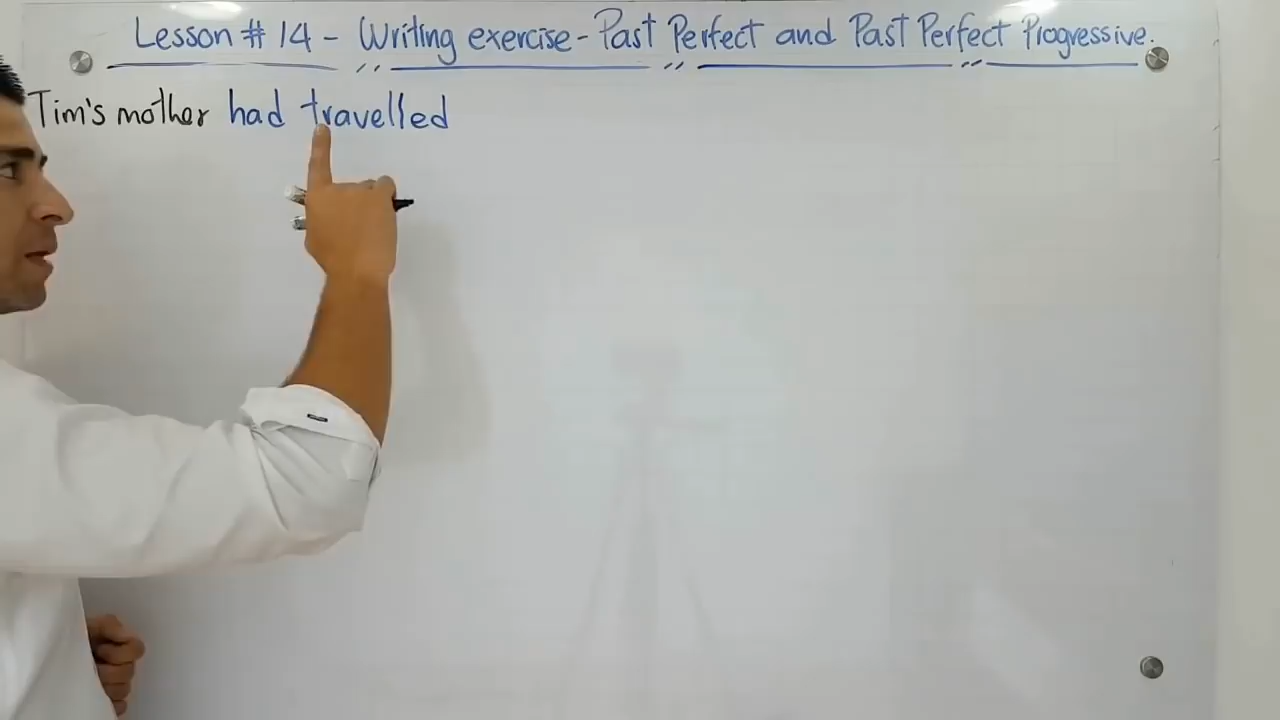 Lesson # 14 - Writing exercise - Past Perfect and Past Perfect Progressive.
Tim's mother had travelled